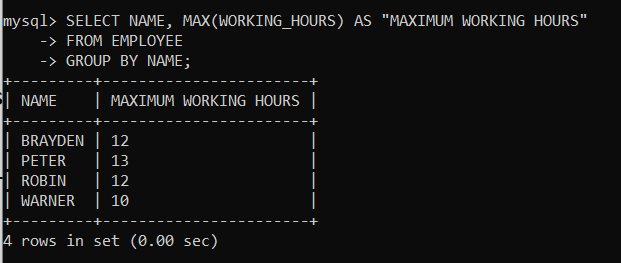 mysql> SELECT NAME, MAX(WORKING_HOURS) AS "MAXIMUM WORKING HOURS"
    -> FROM EMPLOYEE
    -> GROUP BY NAME;
+---------+-----------------------+
| NAME    | MAXIMUM WORKING HOURS |
+---------+-----------------------+
| BRAYDEN | 12                    |
| PETER   | 13                    |
| ROBIN   | 12                    |
| WARNER  | 10                    |
+---------+-----------------------+
4 rows in set (0.00 sec)